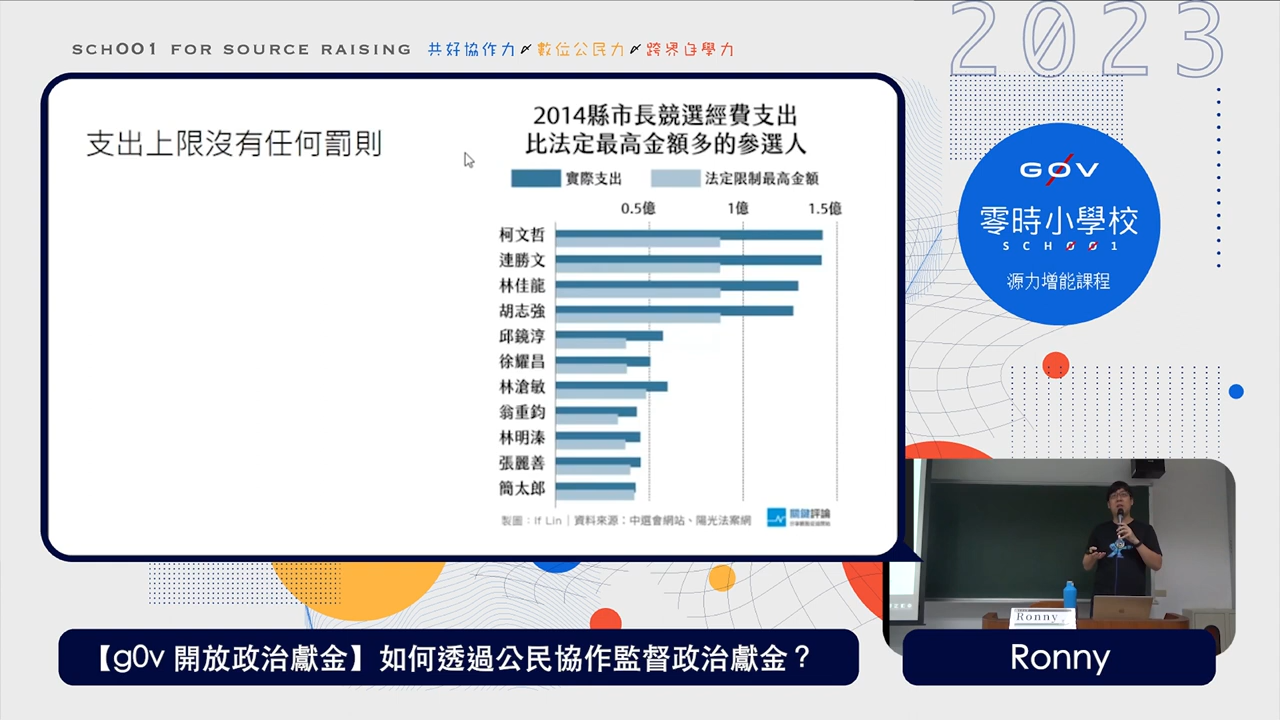 SCH001 FOR SOURCE RAISING 共好協作力 數位公民力 跨界自學力
2023
支出上限沒有任何罰則
2014縣市長競選經費支出
比法定最高金額多的參選人
實際支出 法定限制最高金額
0.5億 1億 1.5億
柯文哲
連勝文
林佳龍
胡志強
邱鏡淳
徐耀昌
林滄敏
翁重鈞
林明溱
張麗善
簡太郎
製圖：If Lin｜資料來源：中選會網站、陽光法案網
關鍵評論
G0V
零時小學校
SCH001
源力增能課程
Ronny
【g0v 開放政治獻金】如何透過公民協作監督政治獻金？
Ronny